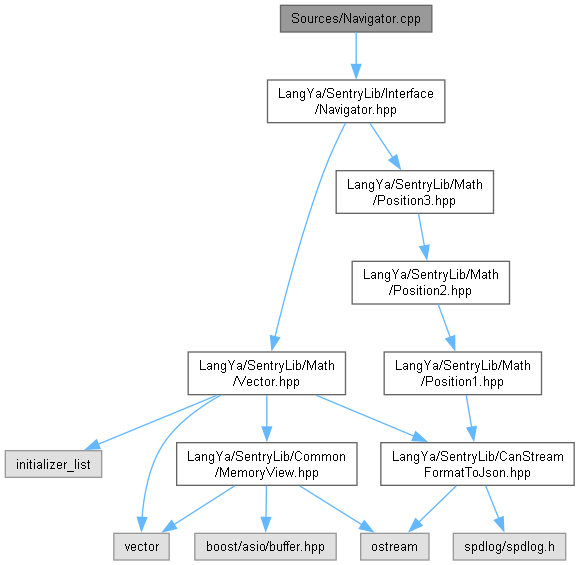 Sources/Navigator.cpp
LangYa/SentryLib/Interface
/Navigator.hpp
LangYa/SentryLib/Math
/Position3.hpp
LangYa/SentryLib/Math
/Position2.hpp
LangYa/SentryLib/Math
/Vector.hpp
LangYa/SentryLib/Math
/Position1.hpp
initializer_list
LangYa/SentryLib/Common
/MemoryView.hpp
LangYa/SentryLib/CanStream
FormatToJson.hpp
vector
boost/asio/buffer.hpp
ostream
spdlog/spdlog.h